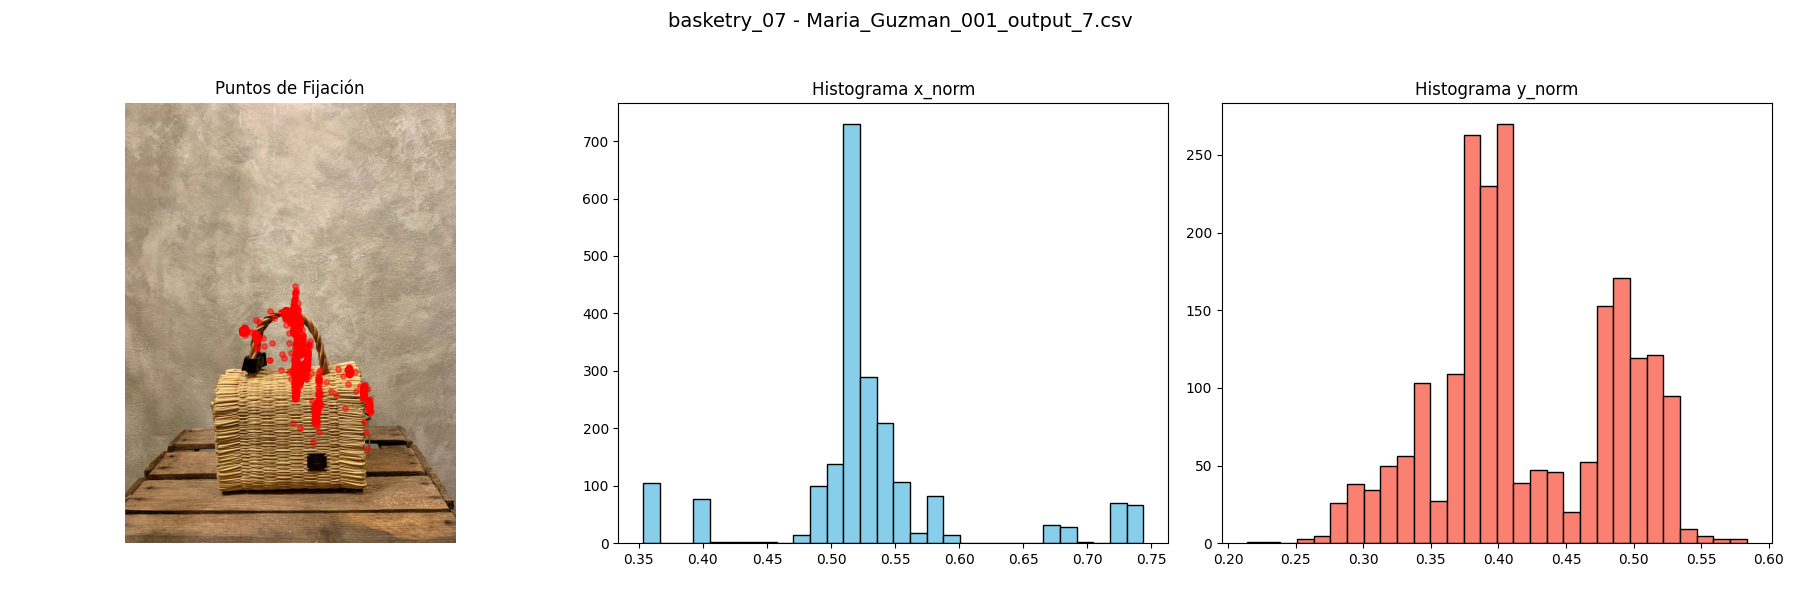 basketry_07 - Maria_Guzman_001_output_7.csv
Puntos de Fijación
Histograma x_norm
700
600
500
400
300
200
100
0
0.35 0.40 0.45 0.50 0.55 0.60 0.65 0.70 0.75
Histograma y_norm
250
200
150
100
50
0
0.20 0.25 0.30 0.35 0.40 0.45 0.50 0.55 0.60